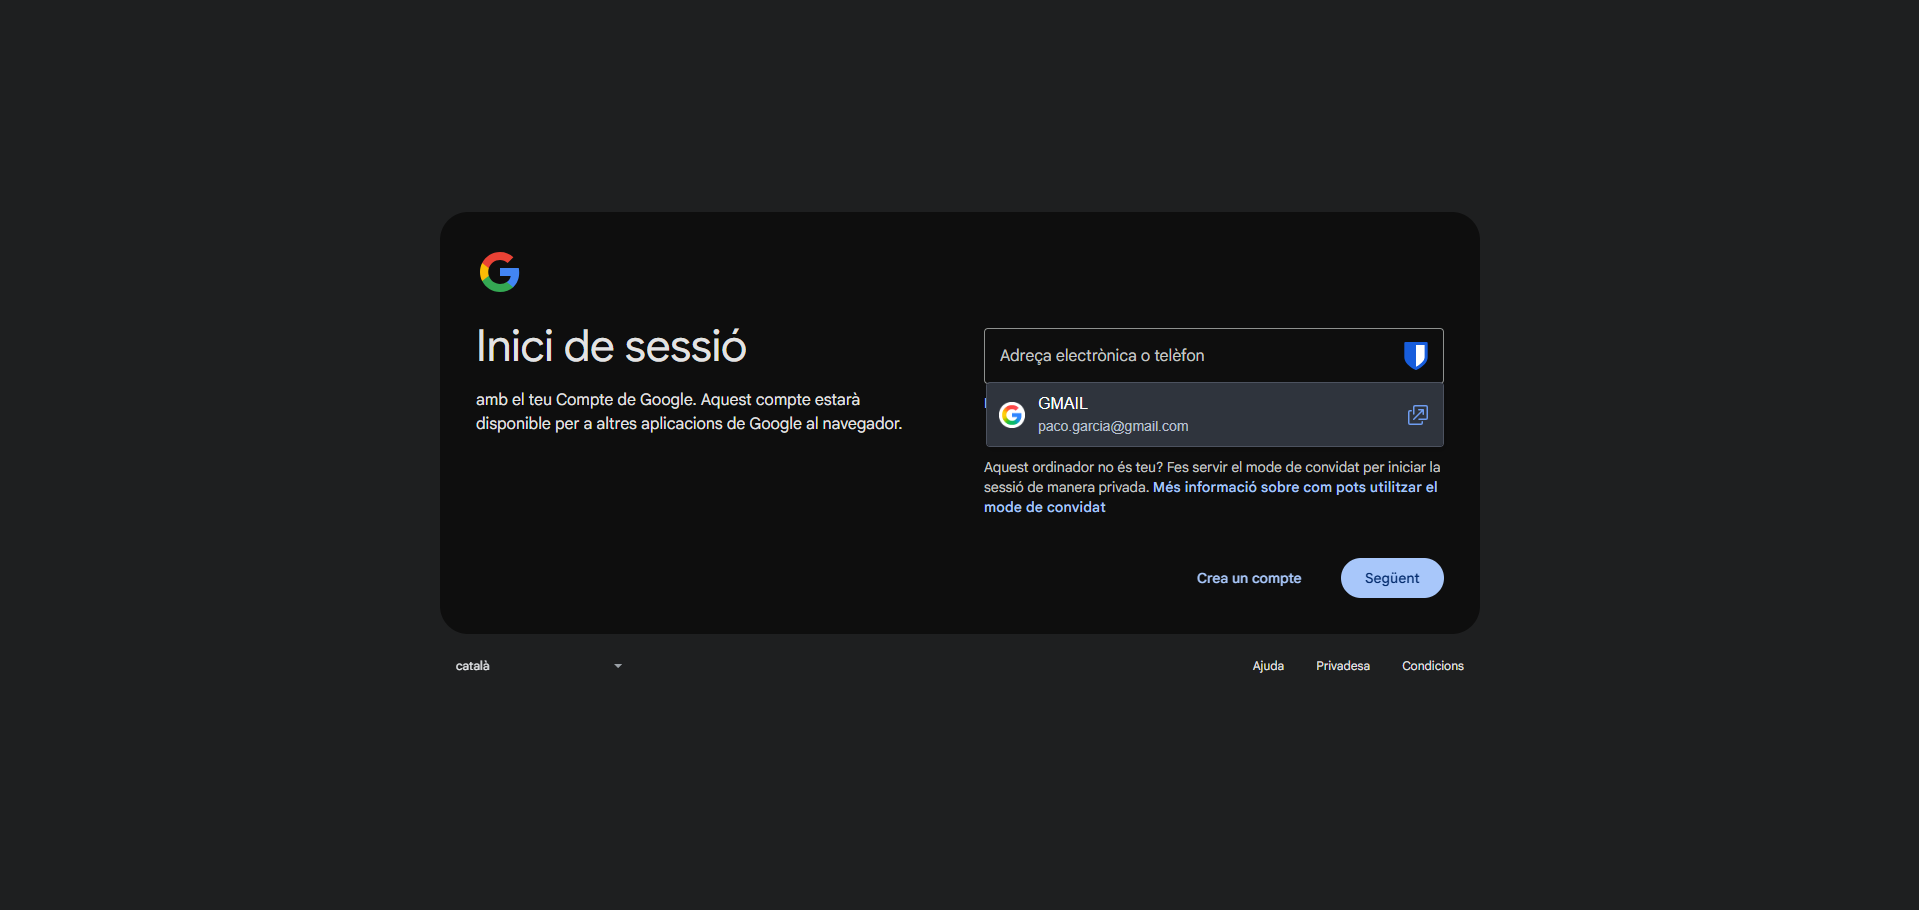 Inici de sessió
amb el teu Compte de Google. Aquest compte estarà
disponible per a altres aplicacions de Google al navegador.
Adreça electrònica o telèfon
GMAIL
paco.garcia@gmail.com
Aquest ordinador no és teu? Fes servir el mode de convidat per iniciar la
sessió de manera privada. Més informació sobre com pots utilitzar el
mode de convidat
Crea un compte
Següent
català
Ajuda
Privadesa
Condicions